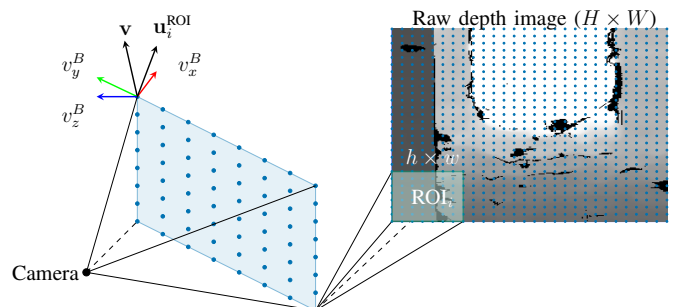 Raw depth image (H × W)
v u_i^ROI
v_y^B v_x^B
v_z^B
h × w
ROI_i
Camera